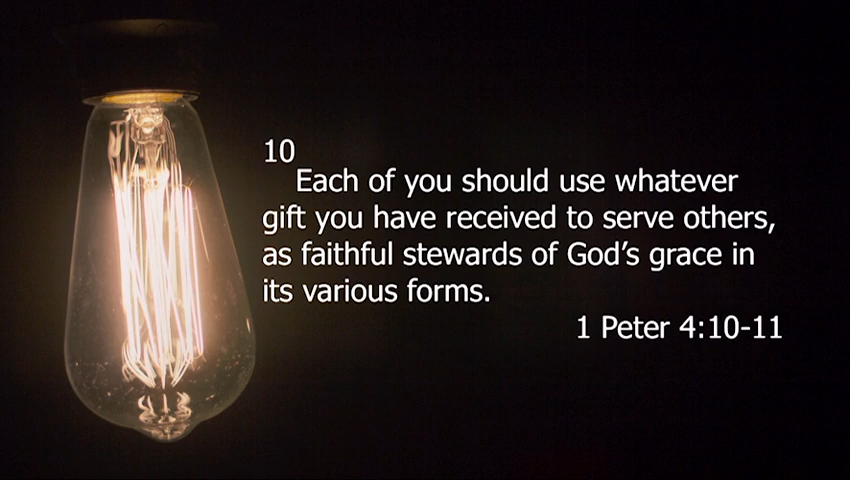 10
Each of you should use whatever
gift you have received to serve others,
as faithful stewards of God’s grace in
its various forms.
1 Peter 4:10-11